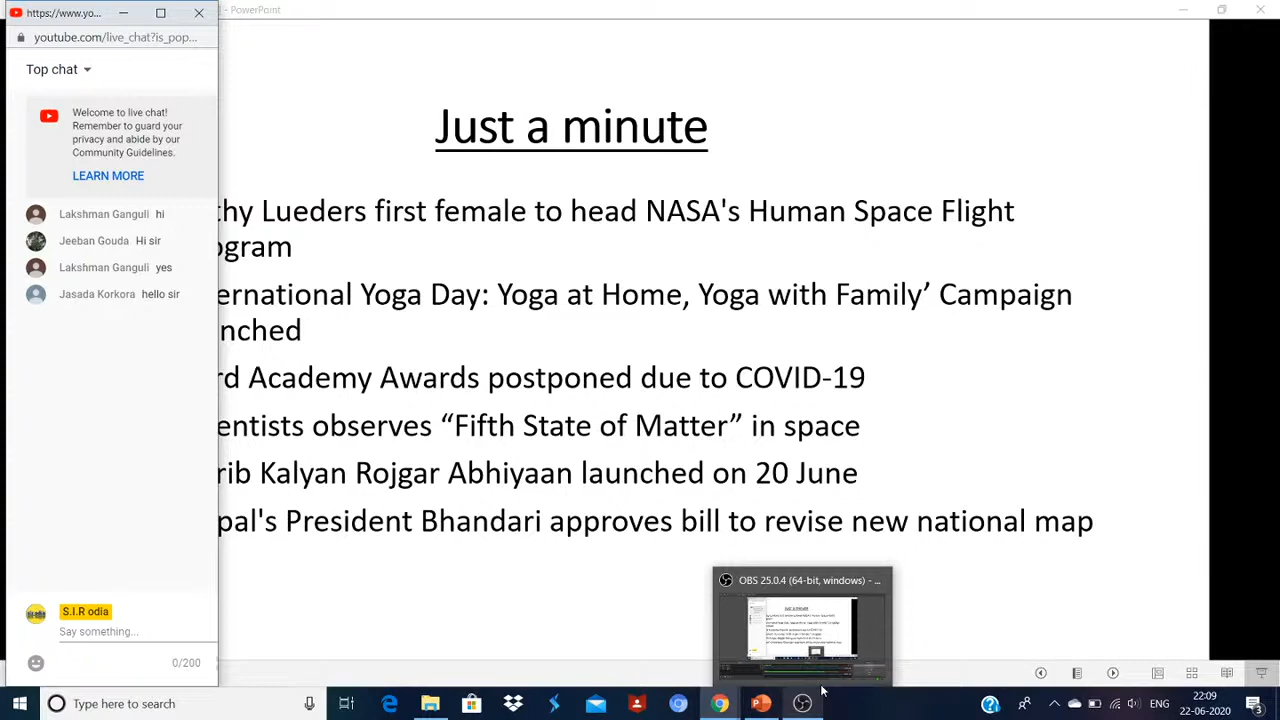 https://www.yo...
- PowerPoint
youtube.com/live_chat?is_pop...
Top chat
Welcome to live chat!
Remember to guard your
privacy and abide by our
Community Guidelines.
LEARN MORE
Lakshman Ganguli hi
Jeeban Gouda Hi sir
Lakshman Ganguli yes
Jasada Korkora hello sir
S.I.R odia
Say something...
0/200
Just a minute
thy Lueders first female to head NASA's Human Space Flight
ogram
ernational Yoga Day: Yoga at Home, Yoga with Family’ Campaign
nched
rd Academy Awards postponed due to COVID-19
entists observes “Fifth State of Matter” in space
rib Kalyan Rojgar Abhiyaan launched on 20 June
pal's President Bhandari approves bill to revise new national map
OBS 25.0.4 (64-bit, windows) - ...
Type here to search
ENG
22:09
22-06-2020
3